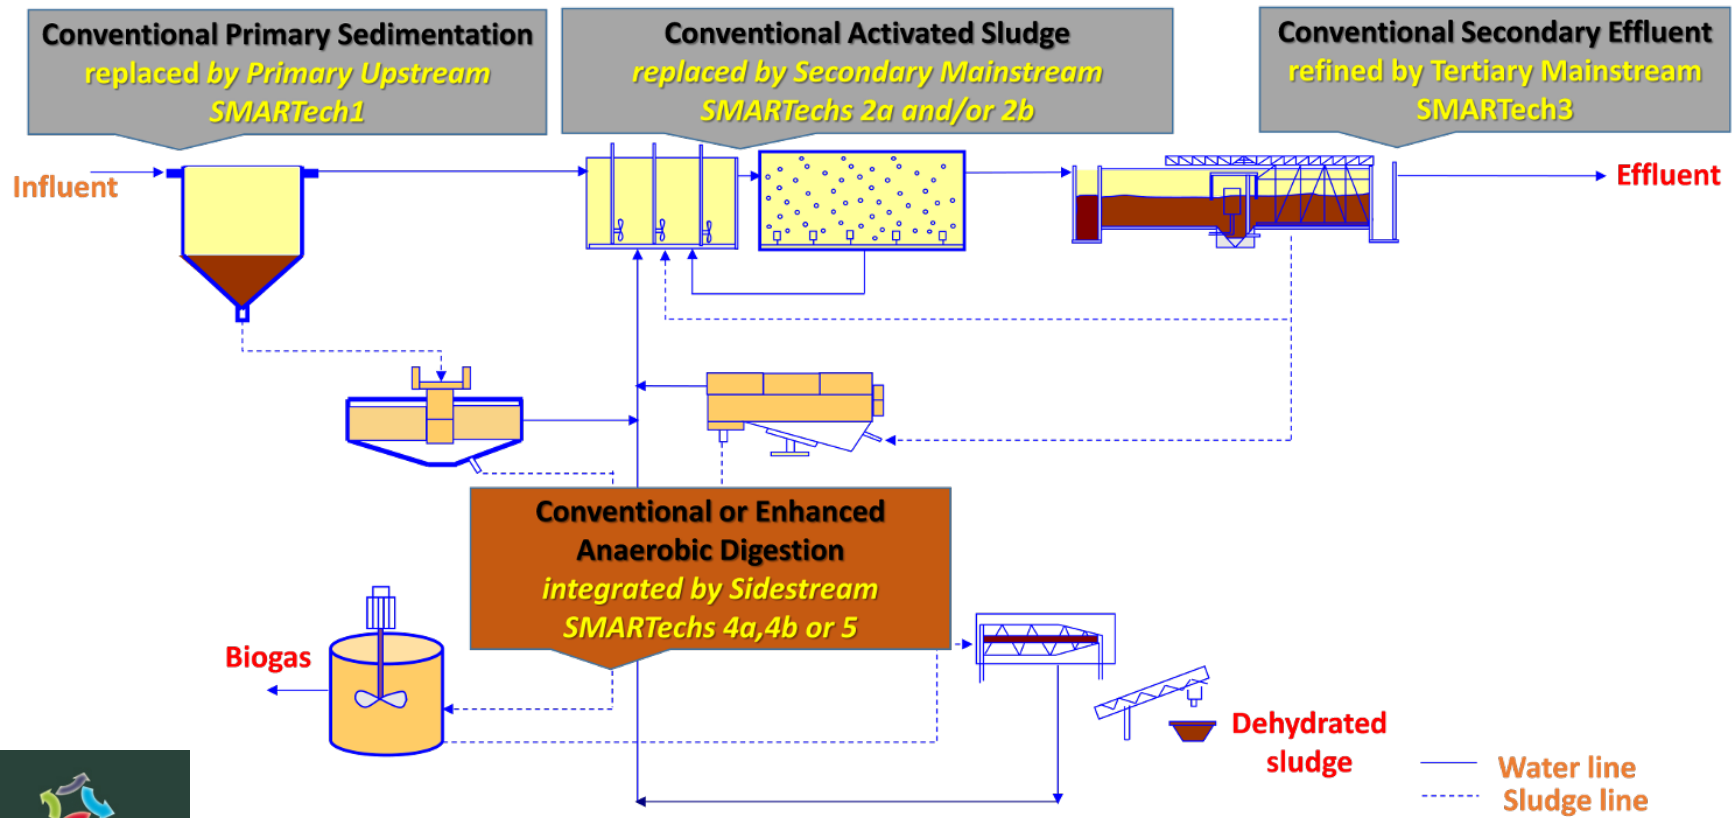 Conventional Primary Sedimentation
replaced by Primary Upstream
SMARTech1
Conventional Activated Sludge
replaced by Secondary Mainstream
SMARTechs 2a and/or 2b
Conventional Secondary Effluent
refined by Tertiary Mainstream
SMARTech3
Influent
Effluent
Conventional or Enhanced
Anaerobic Digestion
integrated by Sidestream
SMARTechs 4a,4b or 5
Biogas
Dehydrated
sludge
Water line
Sludge line